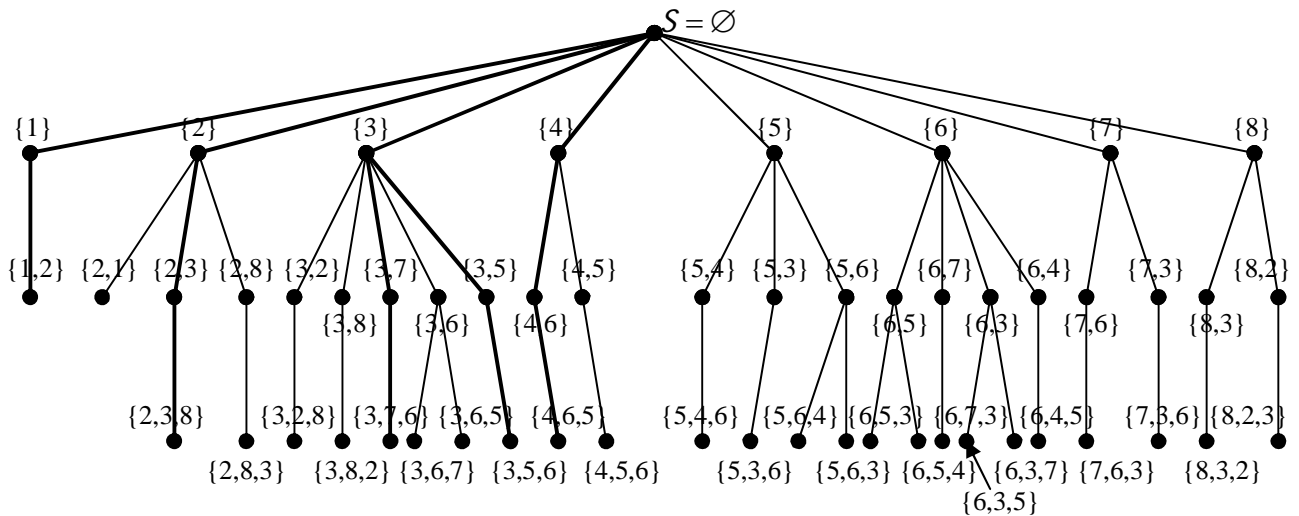 S = ∅
{1} {2} {3} {4} {5} {6} {7} {8}
{1,2} {2,1} {2,3} {2,8} {3,2} {3,7} {3,5} {4,5} {5,4} {5,3} {5,6} {6,7} {6,4} {7,3} {8,2}
{3,8} {3,6} {4,6} {6,5} {6,3} {7,6} {8,3}
{2,3,8} {3,2,8} {3,7,6} {3,6,5} {4,6,5} {5,4,6} {5,6,4} {6,5,3} {6,7,3} {6,4,5} {7,3,6} {8,2,3}
{2,8,3} {3,8,2} {3,6,7} {3,5,6} {4,5,6} {5,3,6} {5,6,3} {6,5,4} {6,3,7} {7,6,3} {8,3,2}
{6,3,5}